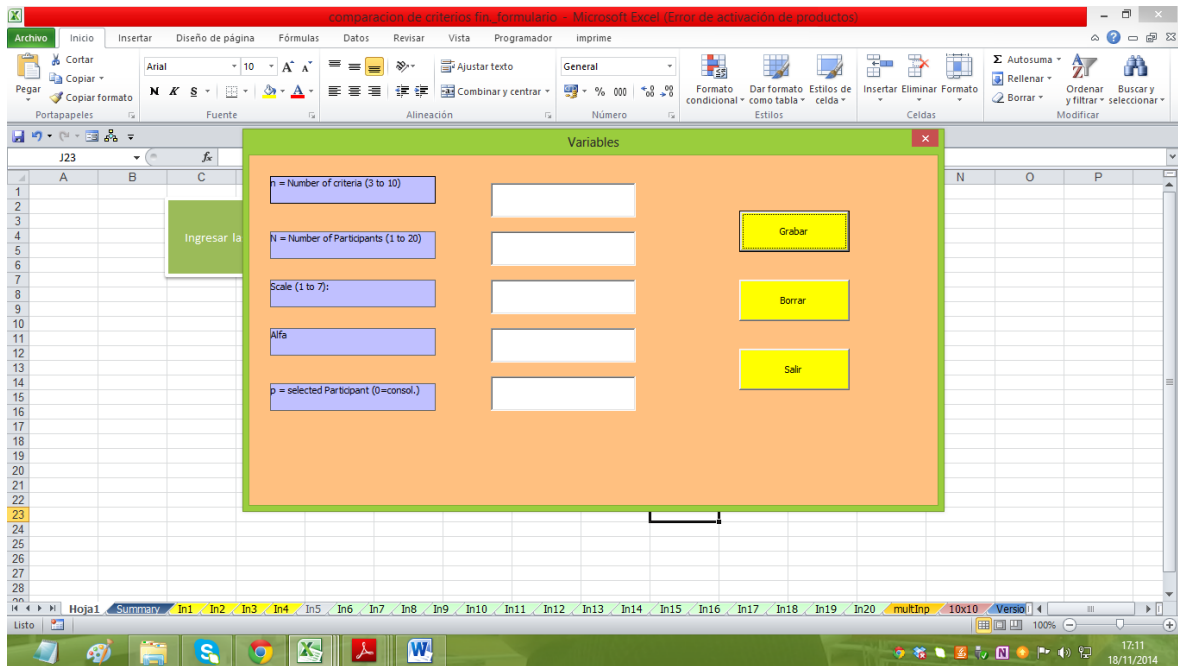 comparacion de criterios fin._formulario - Microsoft Excel (Error de activación de productos)
Archivo Inicio Insertar Diseño de página Fórmulas Datos Revisar Vista Programador imprime
Pegar
Cortar
Copiar
Copiar formato
Portapapeles
Arial 10 A A
N K S A
Fuente
Ajustar texto
Combinar y centrar
Alineación
General
% 000
Número
Formato condicional
Dar formato como tabla
Estilos de celda
Estilos
Insertar Eliminar Formato
Celdas
Σ Autosuma
Rellenar
Borrar
Ordenar y filtrar
Buscar y seleccionar
Modificar
J23 fx
Variables
A B C N O P
1
2
3
4
5
6
7
8
9
10
11
12
13
14
15
16
17
18
19
20
21
22
23
24
25
26
27
28
Ingresar la
n = Number of criteria (3 to 10)
N = Number of Participants (1 to 20)
Scale (1 to 7):
Alfa
p = selected Participant (0=consol.)
Grabar
Borrar
Salir
Hoja1 Summary In1 In2 In3 In4 In5 In6 In7 In8 In9 In10 In11 In12 In13 In14 In15 In16 In17 In18 In19 In20 multInp 10x10 Versio
Listo 100%
17:11
18/11/2014